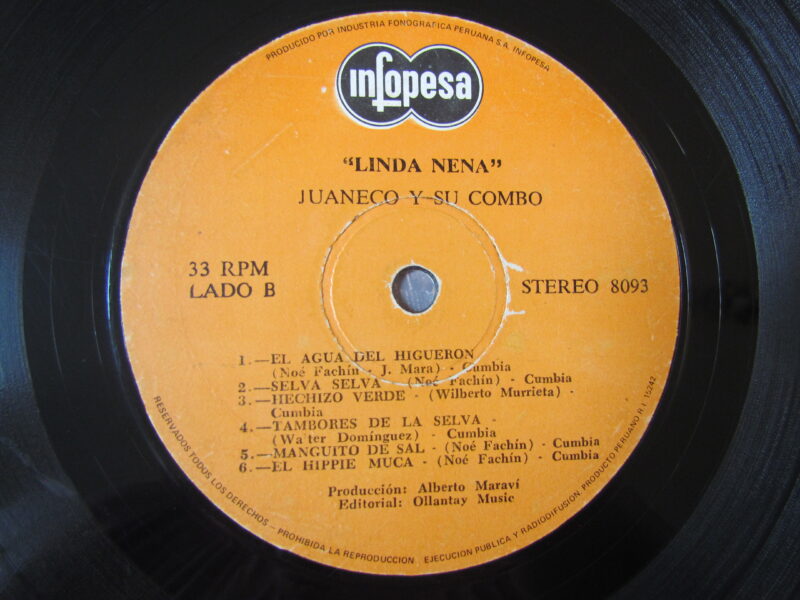 PRODUCIDO POR INDUSTRIA FONOGRAFICA PERUANA S.A. INFOPESA
infopesa
"LINDA NENA"
JUANECO Y SU COMBO
33 RPM
LADO B
STEREO 8093
1.—EL AGUA DEL HIGUERON
(Noé Fachín - J. Mara) - Cumbia
2.—SELVA SELVA - (Noé Fachín) - Cumbia
3.—HECHIZO VERDE - (Wilberto Murrieta) -
Cumbia
4.—TAMBORES DE LA SELVA -
(Wa'ter Domínguez) - Cumbia
5.—MANGUITO DE SAL - (Noé Fachín) - Cumbia
6.—EL HIPPIE MUCA - (Noé Fachín) - Cumbia
Producción: Alberto Maraví
Editorial: Ollantay Music
RESERVADOS TODOS LOS DERECHOS – PROHIBIDA LA REPRODUCCION EJECUCION PUBLICA Y RADIODIFUSION. PRODUCTO PERUANO R.I. 15242